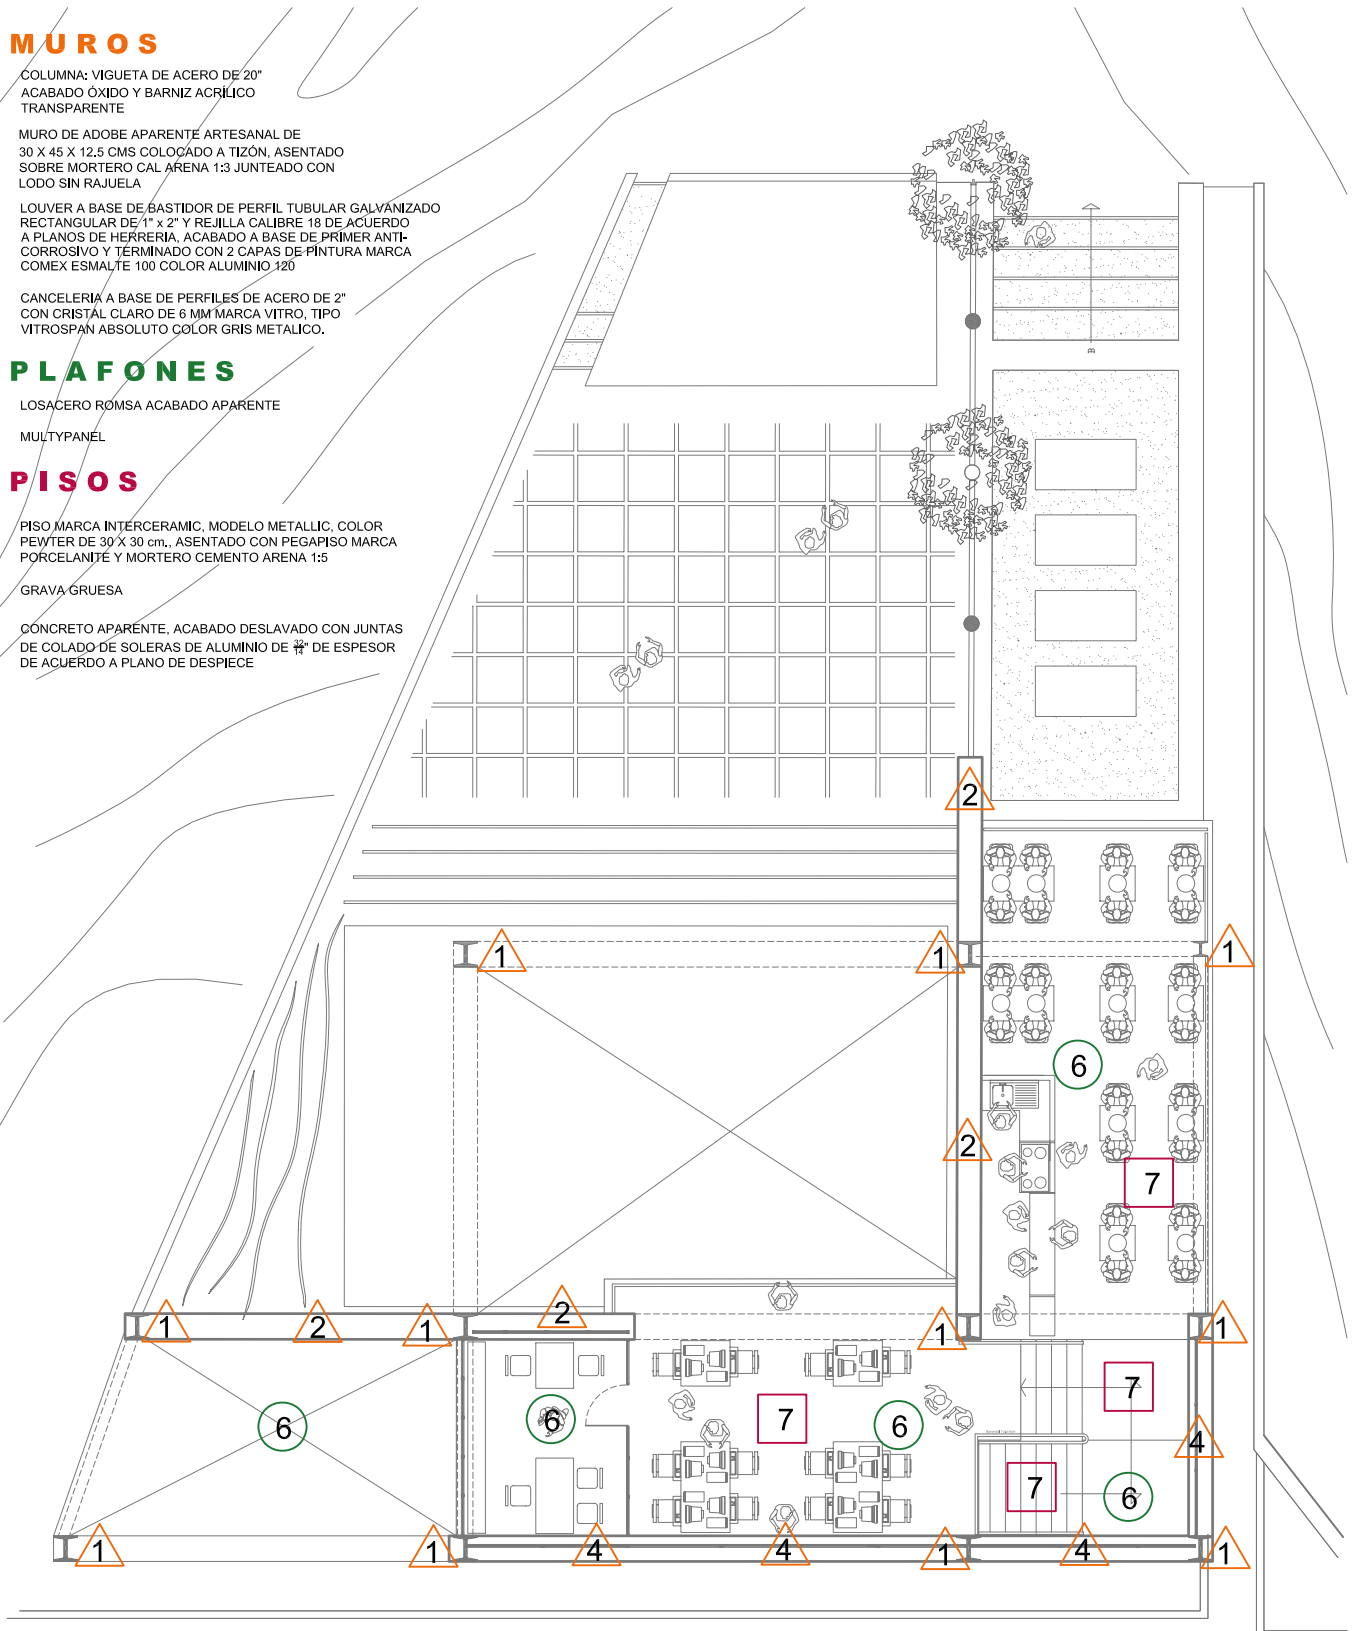 MUROS
COLUMNA: VIGUETA DE ACERO DE 20"
ACABADO ÓXIDO Y BARNIZ ACRÍLICO
TRANSPARENTE
MURO DE ADOBE APARENTE ARTESANAL DE
30 X 45 X 12.5 CMS COLOCADO A TIZÓN, ASENTADO
SOBRE MORTERO CAL ARENA 1:3 JUNTEADO CON
LODO SIN RAJUELA
LOUVER A BASE DE BASTIDOR DE PERFIL TUBULAR GALVANIZADO
RECTANGULAR DE 1" x 2" Y REJILLA CALIBRE 18 DE ACUERDO
A PLANOS DE HERRERIA, ACABADO A BASE DE PRIMER ANTI-
CORROSIVO Y TERMINADO CON 2 CAPAS DE PINTURA MARCA
COMEX ESMALTE 100 COLOR ALUMINIO 120
CANCELERIA A BASE DE PERFILES DE ACERO DE 2"
CON CRISTAL CLARO DE 6 MM MARCA VITRO, TIPO
VITROSPAN ABSOLUTO COLOR GRIS METALICO.
PLAFONES
LOSACERO ROMSA ACABADO APARENTE
MULTYPANEL
PISOS
PISO MARCA INTERCERAMIC, MODELO METALLIC, COLOR
PEWTER DE 30 X 30 cm., ASENTADO CON PEGAPISO MARCA
PORCELANITE Y MORTERO CEMENTO ARENA 1:5
GRAVA GRUESA
CONCRETO APARENTE, ACABADO DESLAVADO CON JUNTAS
DE COLADO DE SOLERAS DE ALUMINIO DE " DE ESPESOR
DE ACUERDO A PLANO DE DESPIECE
B
2
1
1
1
6
2
7
1
2
1
2
1
1
7
6
6
7
6
4
7
6
1
1
4
4
1
4
1